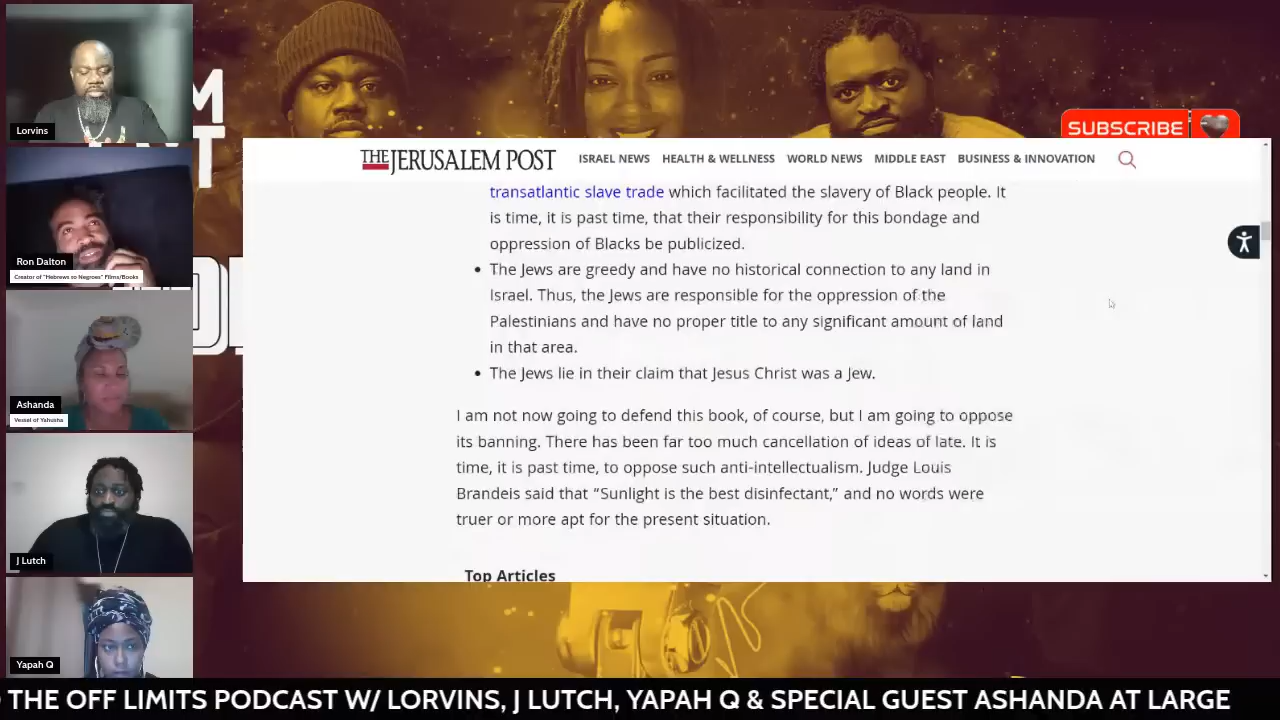 M
T
Lorvins
SUBSCRIBE
THE JERUSALEM POST
ISRAEL NEWS HEALTH & WELLNESS WORLD NEWS MIDDLE EAST BUSINESS & INNOVATION
transatlantic slave trade which facilitated the slavery of Black people. It
is time, it is past time, that their responsibility for this bondage and
oppression of Blacks be publicized.
• The Jews are greedy and have no historical connection to any land in
Israel. Thus, the Jews are responsible for the oppression of the
Palestinians and have no proper title to any significant amount of land
in that area.
• The Jews lie in their claim that Jesus Christ was a Jew.
I am not now going to defend this book, of course, but I am going to oppose
its banning. There has been far too much cancellation of ideas of late. It is
time, it is past time, to oppose such anti-intellectualism. Judge Louis
Brandeis said that “Sunlight is the best disinfectant,” and no words were
truer or more apt for the present situation.
Top Articles
Ron Dalton
Creator of "Hebrews to Negroes" Films/Books
Ashanda
Vessel of Yahusha
J Lutch
Yapah Q
THE OFF LIMITS PODCAST W/ LORVINS, J LUTCH, YAPAH Q & SPECIAL GUEST ASHANDA AT LARGE